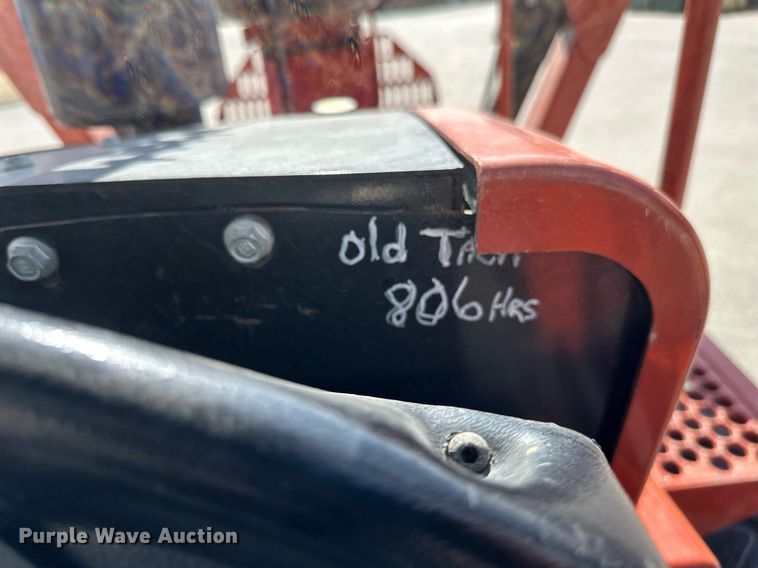 old TACH
806 HRS
Purple Wave Auction